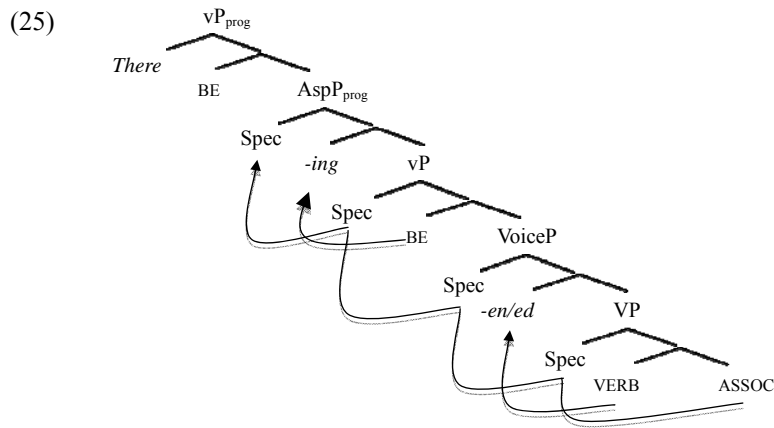 (25)
vPprog
There
BE
AspPprog
Spec
-ing
vP
Spec
BE
VoiceP
Spec
-en/ed
VP
Spec
VERB
ASSOC